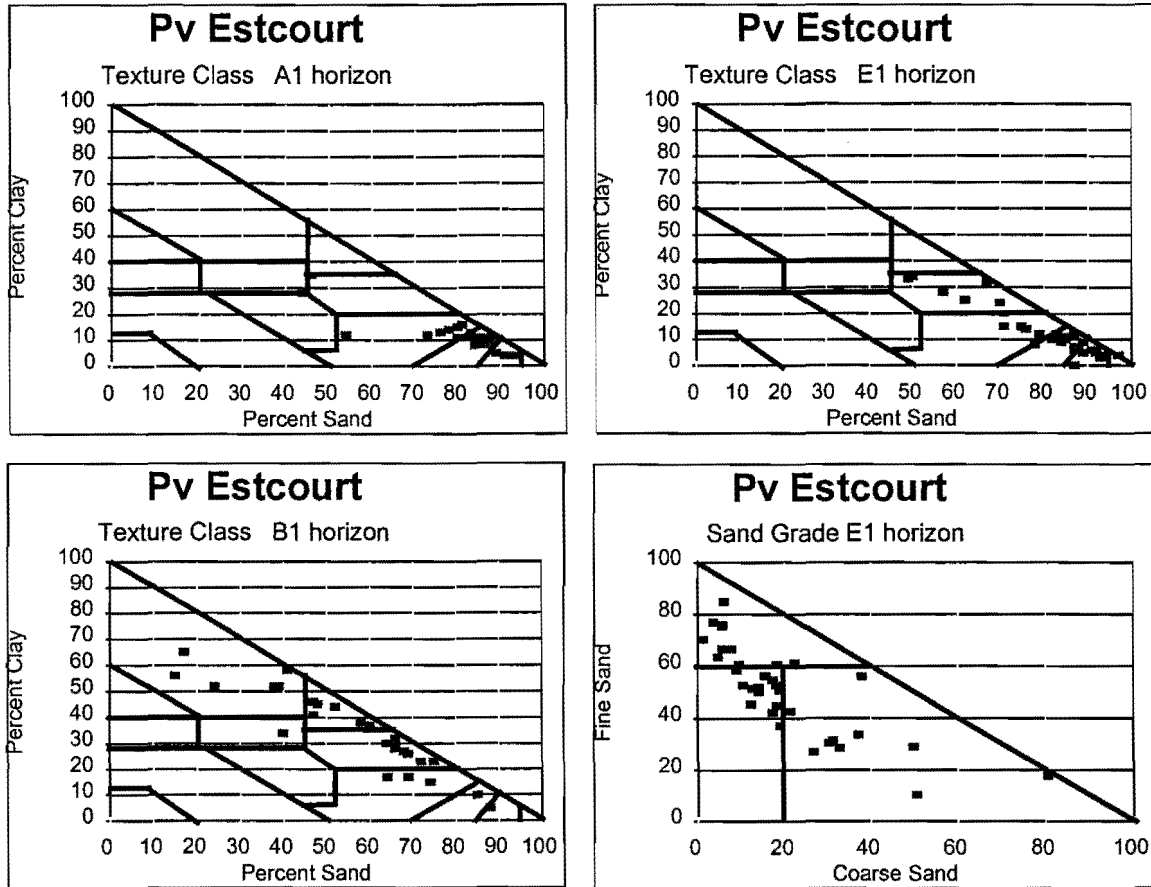 Pv Estcourt
Texture Class A1 horizon
100
90
80
70
60
50
40
30
20
10
0
Percent Clay
0 10 20 30 40 50 60 70 80 90 100
Percent Sand
Pv Estcourt
Texture Class E1 horizon
100
90
80
70
60
50
40
30
20
10
0
Percent Clay
0 10 20 30 40 50 60 70 80 90 100
Percent Sand
Pv Estcourt
Texture Class B1 horizon
100
90
80
70
60
50
40
30
20
10
0
Percent Clay
0 10 20 30 40 50 60 70 80 90 100
Percent Sand
Pv Estcourt
Sand Grade E1 horizon
100
80
60
40
20
0
Fine Sand
0 20 40 60 80 100
Coarse Sand